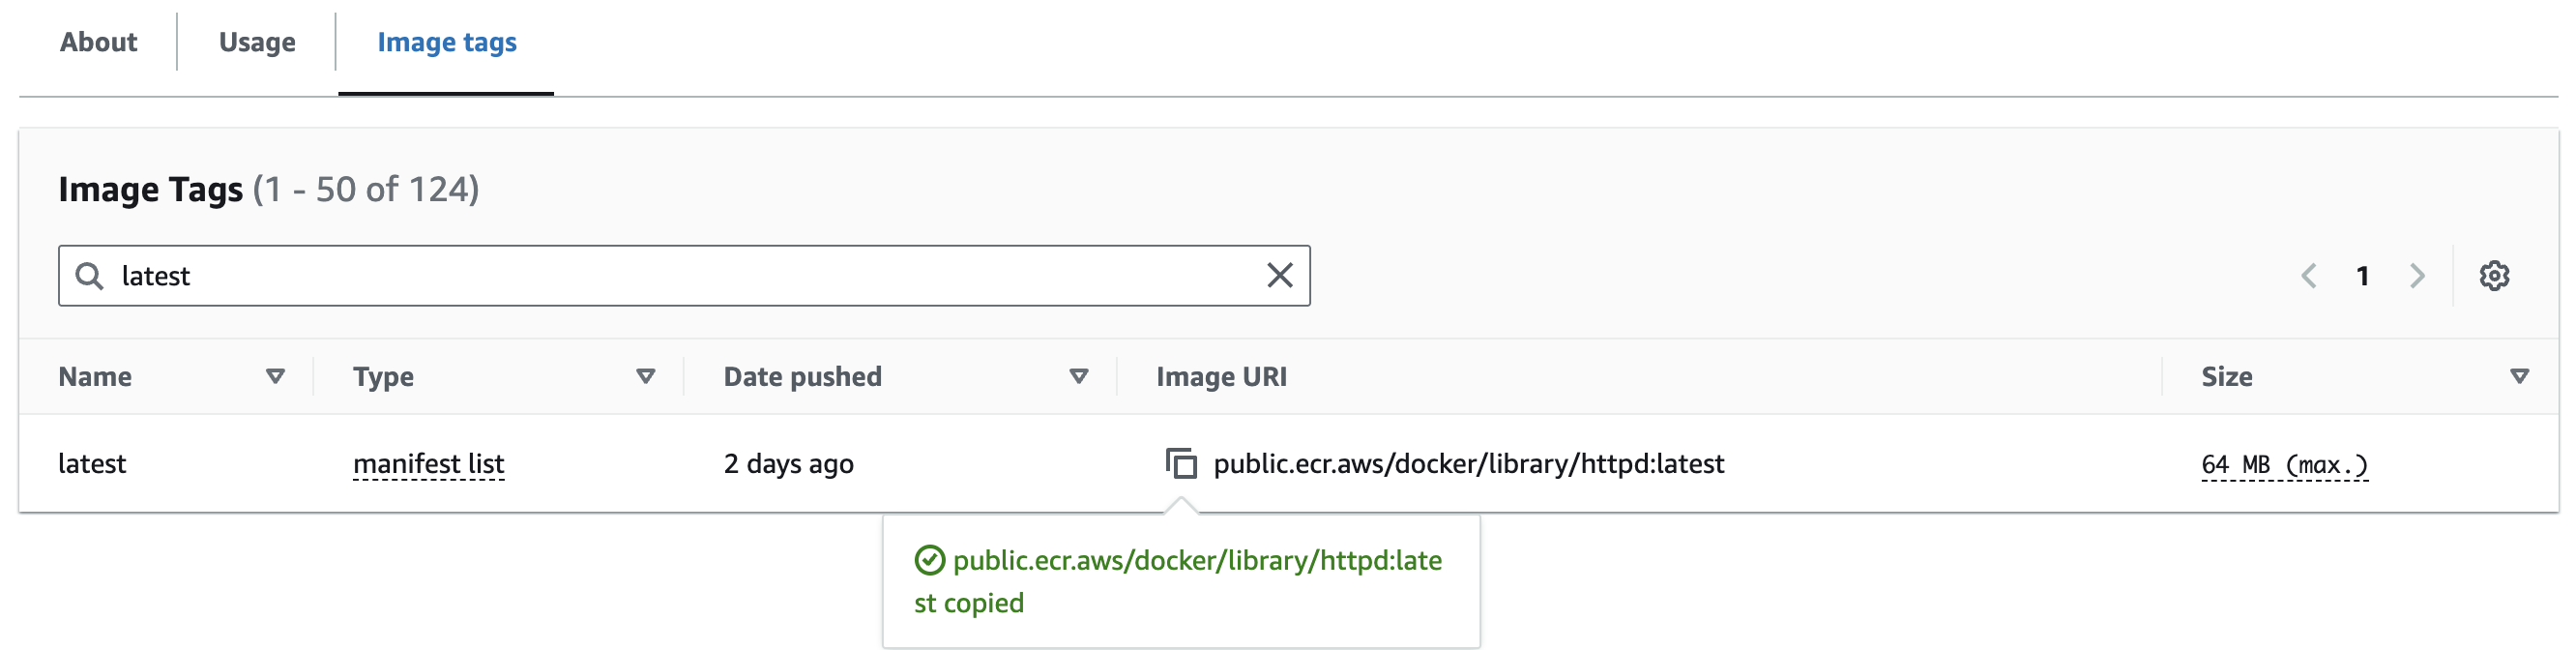 About Usage Image tags
Image Tags (1 - 50 of 124)
latest 1
Name Type Date pushed Image URI Size
latest manifest list 2 days ago public.ecr.aws/docker/library/httpd:latest 64 MB (max.)
public.ecr.aws/docker/library/httpd:late
st copied